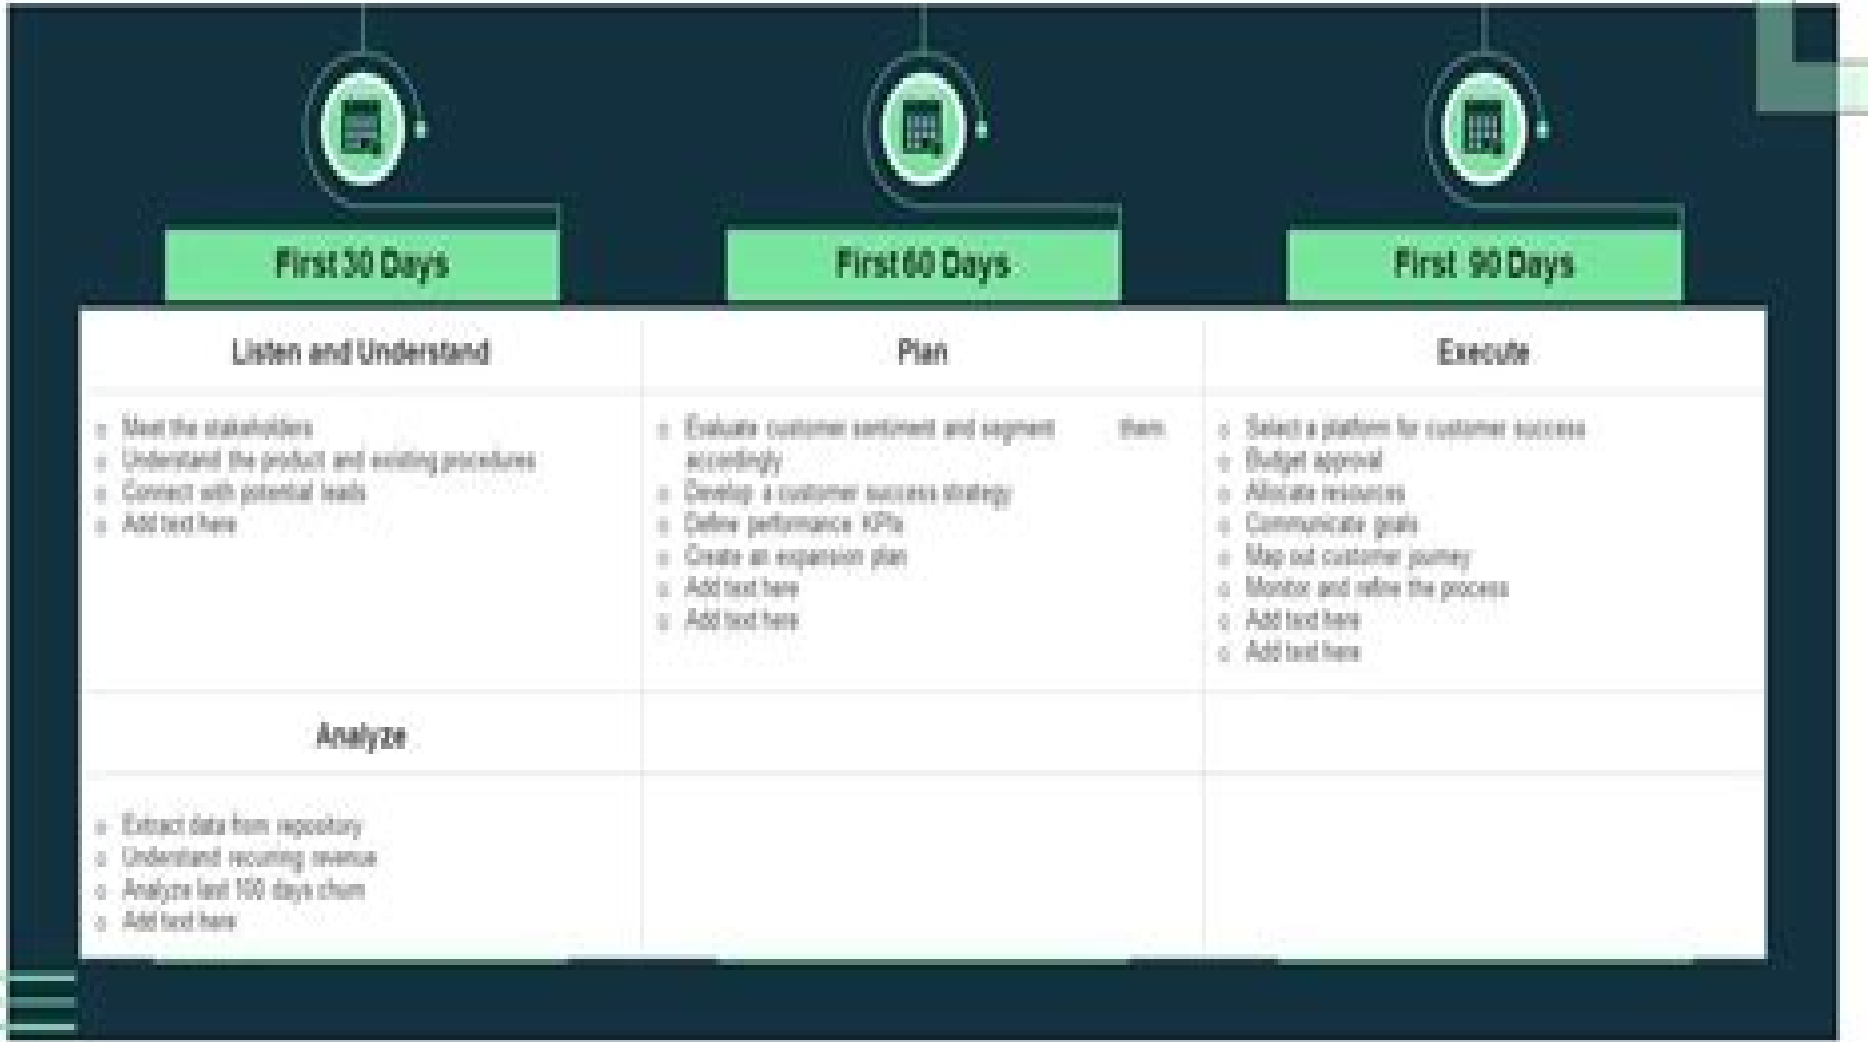 First 30 Days
First 60 Days
First 90 Days
Listen and Understand
Plan
Execute
Meet the stakeholders
Understand the product and existing procedures
Connect with potential leads
Add text here
Evaluate customer sentiment and segment them
accordingly
Develop a customer success strategy
Define performance KPIs
Create an expansion plan
Add text here
Add text here
Select a platform for customer success
Budget approval
Allocate resources
Communicate goals
Map out customer journey
Monitor and refine the process
Add text here
Add text here
Analyze
Extract data from repository
Understand recurring revenue
Analyze last 100 days churn
Add text here